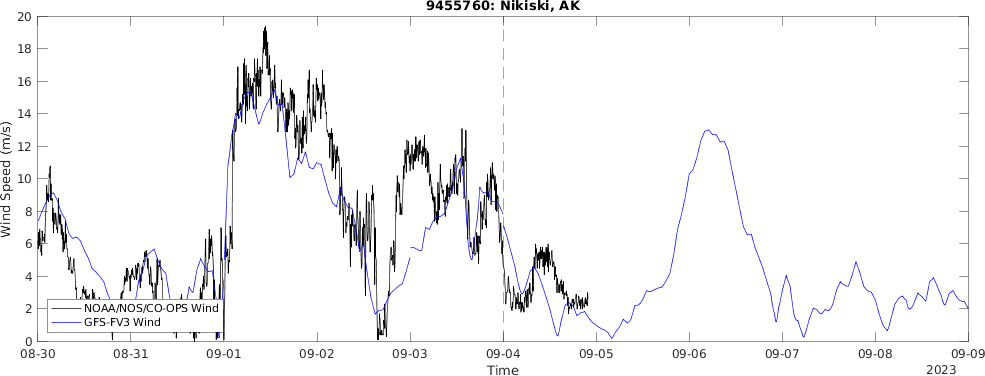 9455760: Nikiski, AK
20
18
16
14
12
10
8
6
4
2
0
Wind Speed (m/s)
NOAA/NOS/CO-OPS Wind
GFS-FV3 Wind
08-30 08-31 09-01 09-02 09-03 09-04 09-05 09-06 09-07 09-08 09-09
Time
2023